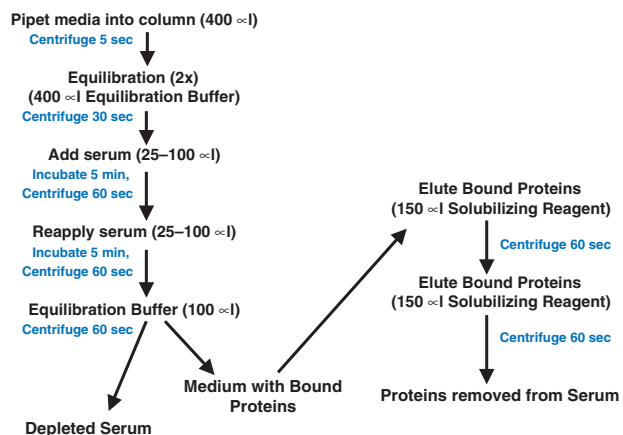 Pipet media into column (400 ∝l)
Centrifuge 5 sec
Equilibration (2x)
(400 ∝l Equilibration Buffer)
Centrifuge 30 sec
Add serum (25–100 ∝l)
Incubate 5 min,
Centrifuge 60 sec
Reapply serum (25–100 ∝l)
Incubate 5 min,
Centrifuge 60 sec
Equilibration Buffer (100 ∝l)
Centrifuge 60 sec
Depleted Serum
Medium with Bound
Proteins
Elute Bound Proteins
(150 ∝l Solubilizing Reagent)
Centrifuge 60 sec
Elute Bound Proteins
(150 ∝l Solubilizing Reagent)
Centrifuge 60 sec
Proteins removed from Serum